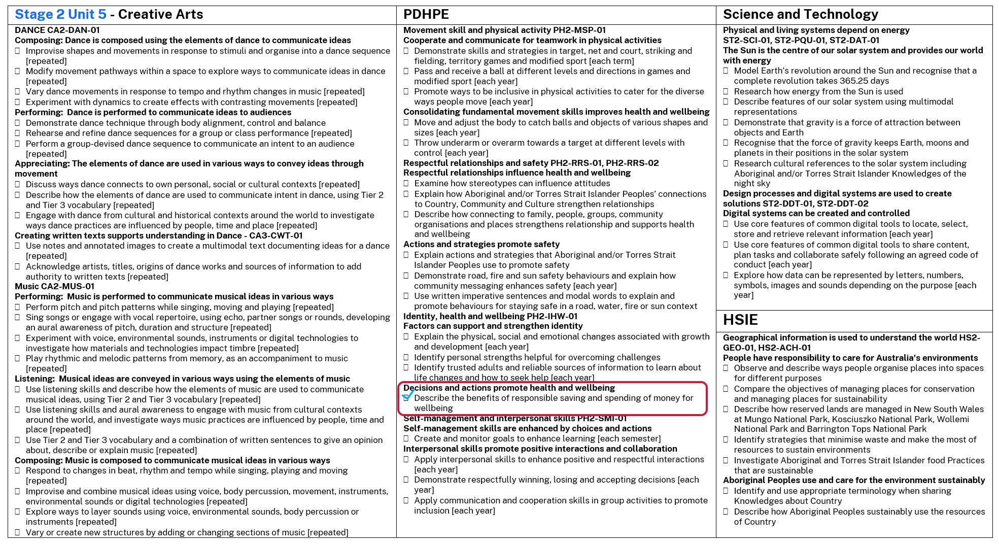 Stage 2 Unit 5 - Creative Arts
DANCE CA2-DAN-01
Composing: Dance is composed using the elements of dance to communicate ideas
Improvise shapes and movements in response to stimuli and organise into a dance sequence
[repeated]
Modify movement pathways within a space to explore ways to communicate ideas in dance
[repeated]
Vary dance movements in response to tempo and rhythm changes in music [repeated]
Experiment with dynamics to create effects with contrasting movements [repeated]
Performing:  Dance is performed to communicate ideas to audiences
Demonstrate dance technique through body alignment, control and balance
Rehearse and refine dance sequences for a group or class performance [repeated]
Perform a group-devised dance sequence to communicate an intent to an audience
[repeated]
Appreciating: The elements of dance are used in various ways to convey ideas through
movement
Discuss ways dance connects to own personal, social or cultural contexts [repeated]
Describe how the elements of dance are used to communicate intent in dance, using Tier 2
and Tier 3 vocabulary [repeated]
Engage with dance from cultural and historical contexts around the world to investigate
ways dance practices are influenced by people, time and place [repeated]
Creating written texts supports understanding in Dance - CA3-CWT-01
Use notes and annotated images to create a multimodal text documenting ideas for a dance
[repeated]
Acknowledge artists, titles, origins of dance works and sources of information to add
authority to written texts [repeated]
Music CA2-MUS-01
Performing:  Music is performed to communicate musical ideas in various ways
Perform pitch and pitch patterns while singing, moving and playing [repeated]
Sing songs or engage with vocal repertoire, using echo, partner songs or rounds, developing
an aural awareness of pitch, duration and structure [repeated]
Experiment with voice, environmental sounds, instruments or digital technologies to
investigate how materials and technologies impact timbre [repeated]
Play rhythmic and melodic patterns from memory, as an accompaniment to music
[repeated]
Listening:  Musical ideas are conveyed in various ways using the elements of music
Use listening skills and describe how the elements of music are used to communicate
musical ideas, using Tier 2 and Tier 3 vocabulary [repeated]
Use listening skills and aural awareness to engage with music from cultural contexts
around the world, and investigate ways music practices are influenced by people, time and
place [repeated]
Use Tier 2 and Tier 3 vocabulary and a combination of written sentences to give an opinion
about, describe or explain music [repeated]
Composing: Music is composed to communicate musical ideas in various ways
Respond to changes in beat, rhythm and tempo while singing, playing and moving
[repeated]
Improvise and combine musical ideas using voice, body percussion, movement, instruments,
environmental sounds or digital technologies [repeated]
Explore ways to layer sounds using voice, environmental sounds, body percussion or
instruments [repeated]
Vary or create new structures by adding or changing sections of music [repeated]
PDHPE
Movement skill and physical activity PH2-MSP-01
Cooperate and communicate for teamwork in physical activities
Demonstrate skills and strategies in target, net and court, striking and
fielding, territory games and modified sport [each term]
Pass and receive a ball at different levels and directions in games and
modified sport [each year]
Promote ways to be inclusive in physical activities to cater for the diverse
ways people move [each year]
Consolidating fundamental movement skills improves health and wellbeing
Move and adjust the body to catch balls and objects of various shapes and
sizes [each year]
Throw underarm or overarm towards a target at different levels with
control [each year]
Respectful relationships and safety PH2-RRS-01, PH2-RRS-02
Respectful relationships influence health and wellbeing
Examine how stereotypes can influence attitudes
Explain how Aboriginal and/or Torres Strait Islander Peoples’ connections
to Country, Community and Culture strengthen relationships
Describe how connecting to family, people, groups, community
organisations and places strengthens relationship and supports health
and wellbeing
Actions and strategies promote safety
Explain actions and strategies that Aboriginal and/or Torres Strait
Islander Peoples use to promote safety
Demonstrate road, fire and sun safety behaviours and explain how
community messaging enhances safety [each year]
Use written imperative sentences and modal words to explain and
promote behaviours for staying safe in a road, water, fire or sun context
Identity, health and wellbeing PH2-IHW-01
Factors can support and strengthen identity
Explain the physical, social and emotional changes associated with growth
and development [each year]
Identify personal strengths helpful for overcoming challenges
Identify trusted adults and reliable sources of information to learn about
life changes and how to seek help [each year]
Decisions and actions promote health and wellbeing
Describe the benefits of responsible saving and spending of money for
wellbeing
Self-management and interpersonal skills PH2-SMI-01
Self-management skills are enhanced by choices and actions
Create and monitor goals to enhance learning [each semester]
Interpersonal skills promote positive interactions and collaboration
Apply interpersonal skills to enhance positive and respectful interactions
[each year]
Demonstrate respectfully winning, losing and accepting decisions [each
year]
Apply communication and cooperation skills in group activities to promote
inclusion [each year]
Science and Technology
Physical and living systems depend on energy
ST2-SCI-01, ST2-PQU-01, ST2-DAT-01
The Sun is the centre of our solar system and provides our world
with energy
Model Earth’s revolution around the Sun and recognise that a
complete revolution takes 365.25 days
Research how energy from the Sun is used
Describe features of our solar system using multimodal
representations
Demonstrate that gravity is a force of attraction between
objects and Earth
Recognise that the force of gravity keeps Earth, moons and
planets in their positions in the solar system
Research cultural references to the solar system including
Aboriginal and/or Torres Strait Islander Knowledges of the
night sky
Design processes and digital systems are used to create
solutions ST2-DDT-01, ST2-DDT-02
Digital systems can be created and controlled
Use core features of common digital tools to locate, select,
store and retrieve relevant information [each year]
Use core features of common digital tools to share content,
plan tasks and collaborate safely following an agreed code of
conduct [each year]
Explore how data can be represented by letters, numbers,
symbols, images and sounds depending on the purpose [each
year]
HSIE
Geographical information is used to understand the world HS2-
GEO-01, HS2-ACH-01
People have responsibility to care for Australia's environments
Observe and describe ways people organise places into spaces
for different purposes
Compare the objectives of managing places for conservation
and managing places for sustainability
Describe how reserved lands are managed in New South Wales
at Mungo National Park, Kosciuszko National Park, Wollemi
National Park and Barrington Tops National Park
Identify strategies that minimise waste and make the most of
resources to sustain environments
Investigate Aboriginal and Torres Strait Islander food Practices
that are sustainable
Aboriginal Peoples use and care for the environment sustainably
Identify and use appropriate terminology when sharing
Knowledges about Country
Describe how Aboriginal Peoples sustainably use the resources
of Country